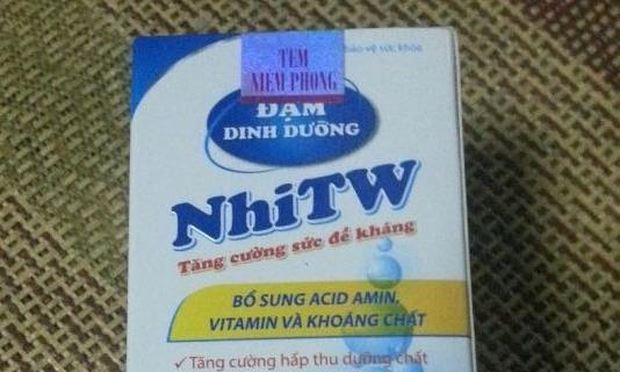 TEM
NIÊM PHONG
bảo vệ sức khỏe
ĐẠM
DINH DƯỠNG
NhiTW
Tăng cường sức đề kháng
BỔ SUNG ACID AMIN,
VITAMIN VÀ KHOÁNG CHẤT
✓ Tăng cường hấp thu dưỡng chất